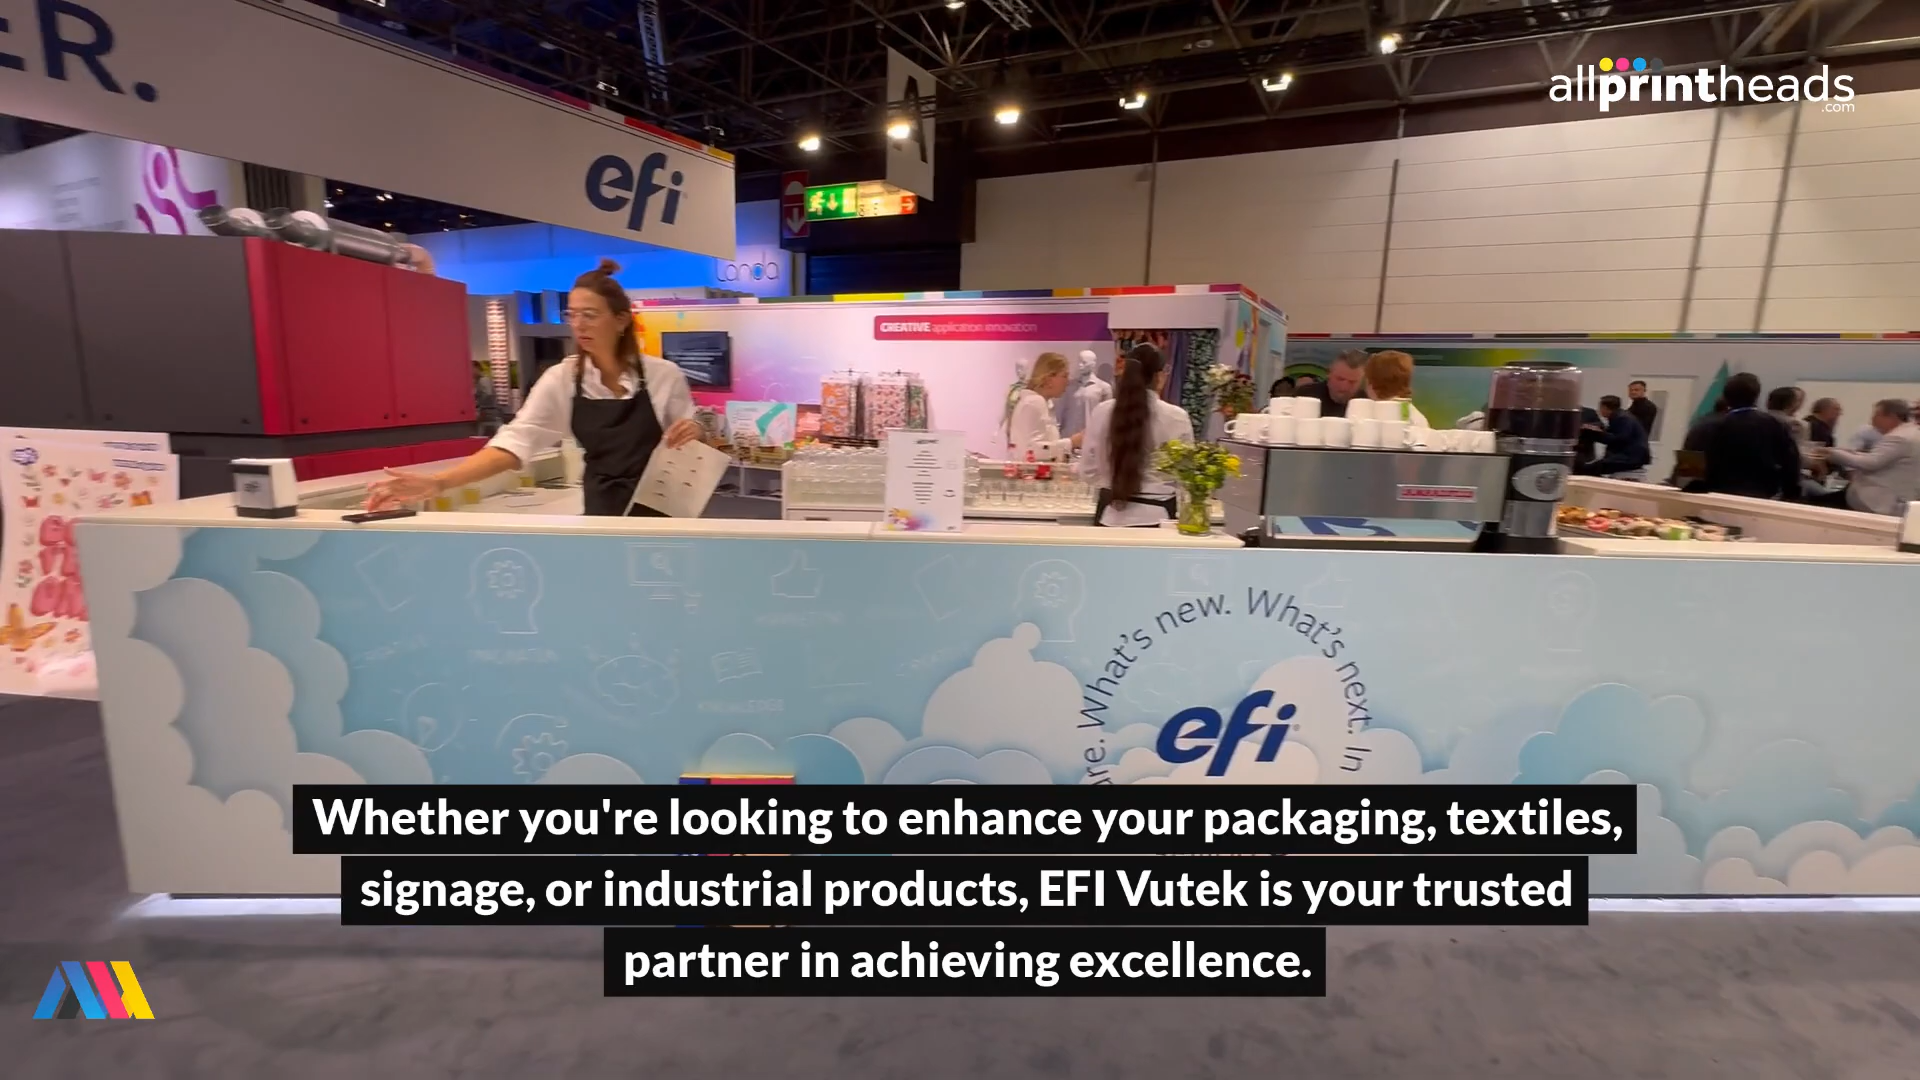 ER.
allprintheads
.com
A
efi
Landa
CREATIVE application innovation
What's new. What's next. In
efi
Whether you're looking to enhance your packaging, textiles,
signage, or industrial products, EFI Vutek is your trusted
partner in achieving excellence.